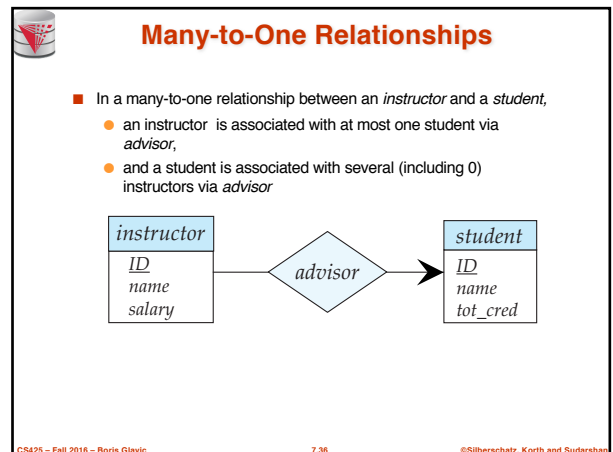 Many-to-One Relationships
In a many-to-one relationship between an instructor and a student,
an instructor is associated with at most one student via
advisor,
and a student is associated with several (including 0)
instructors via advisor
instructor
ID
name
salary
advisor
student
ID
name
tot_cred
CS425 – Fall 2016 – Boris Glavic
7.36
©Silberschatz, Korth and Sudarshan